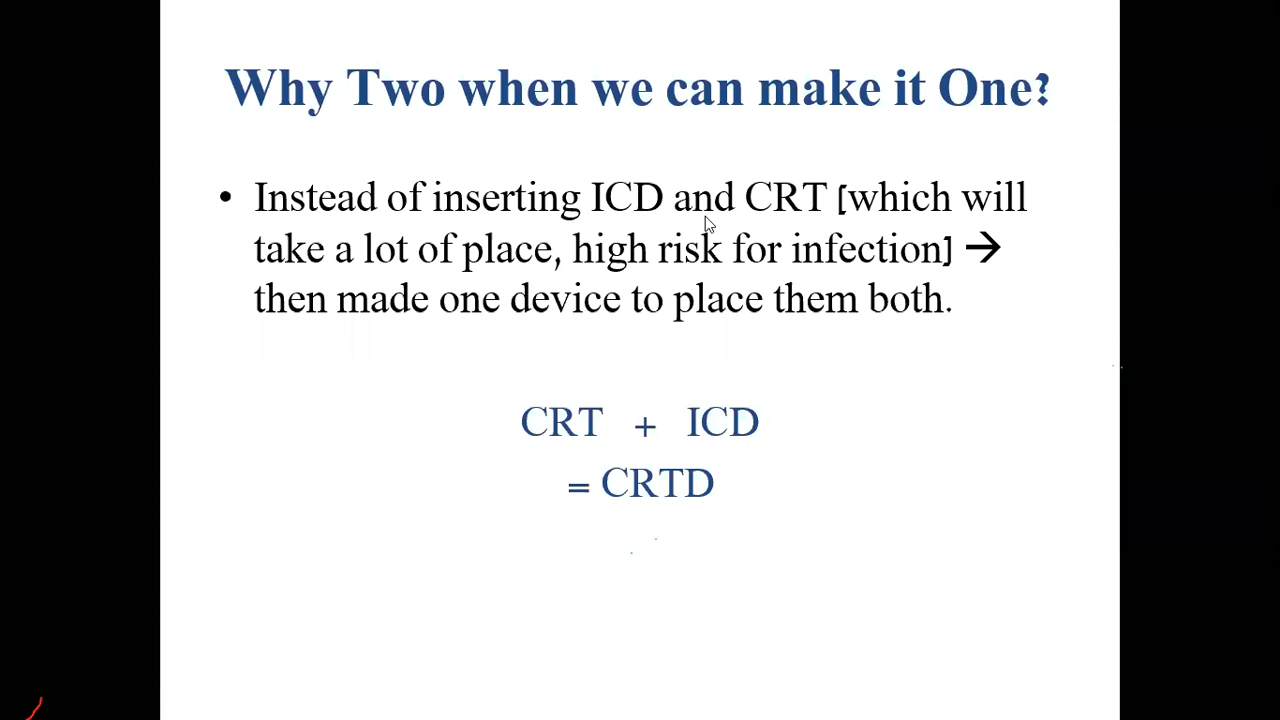 Why Two when we can make it One?
• Instead of inserting ICD and CRT [which will
take a lot of place, high risk for infection] →
then made one device to place them both.
CRT + ICD
= CRTD